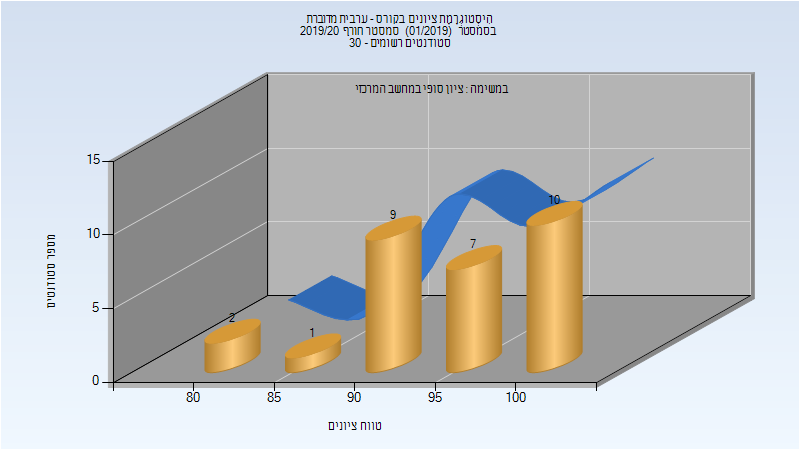 היסטוגרמת ציונים בקורס - ערבית מדוברת
בסמסטר (01/2019) סמסטר חורף 2019/20
סטודנטים רשומים - 30
במשימה : ציון סופי במחשב המרכזי
מספר סטודנטים
15
10
5
0
2
1
9
7
10
80
85
90
95
100
טווח ציונים